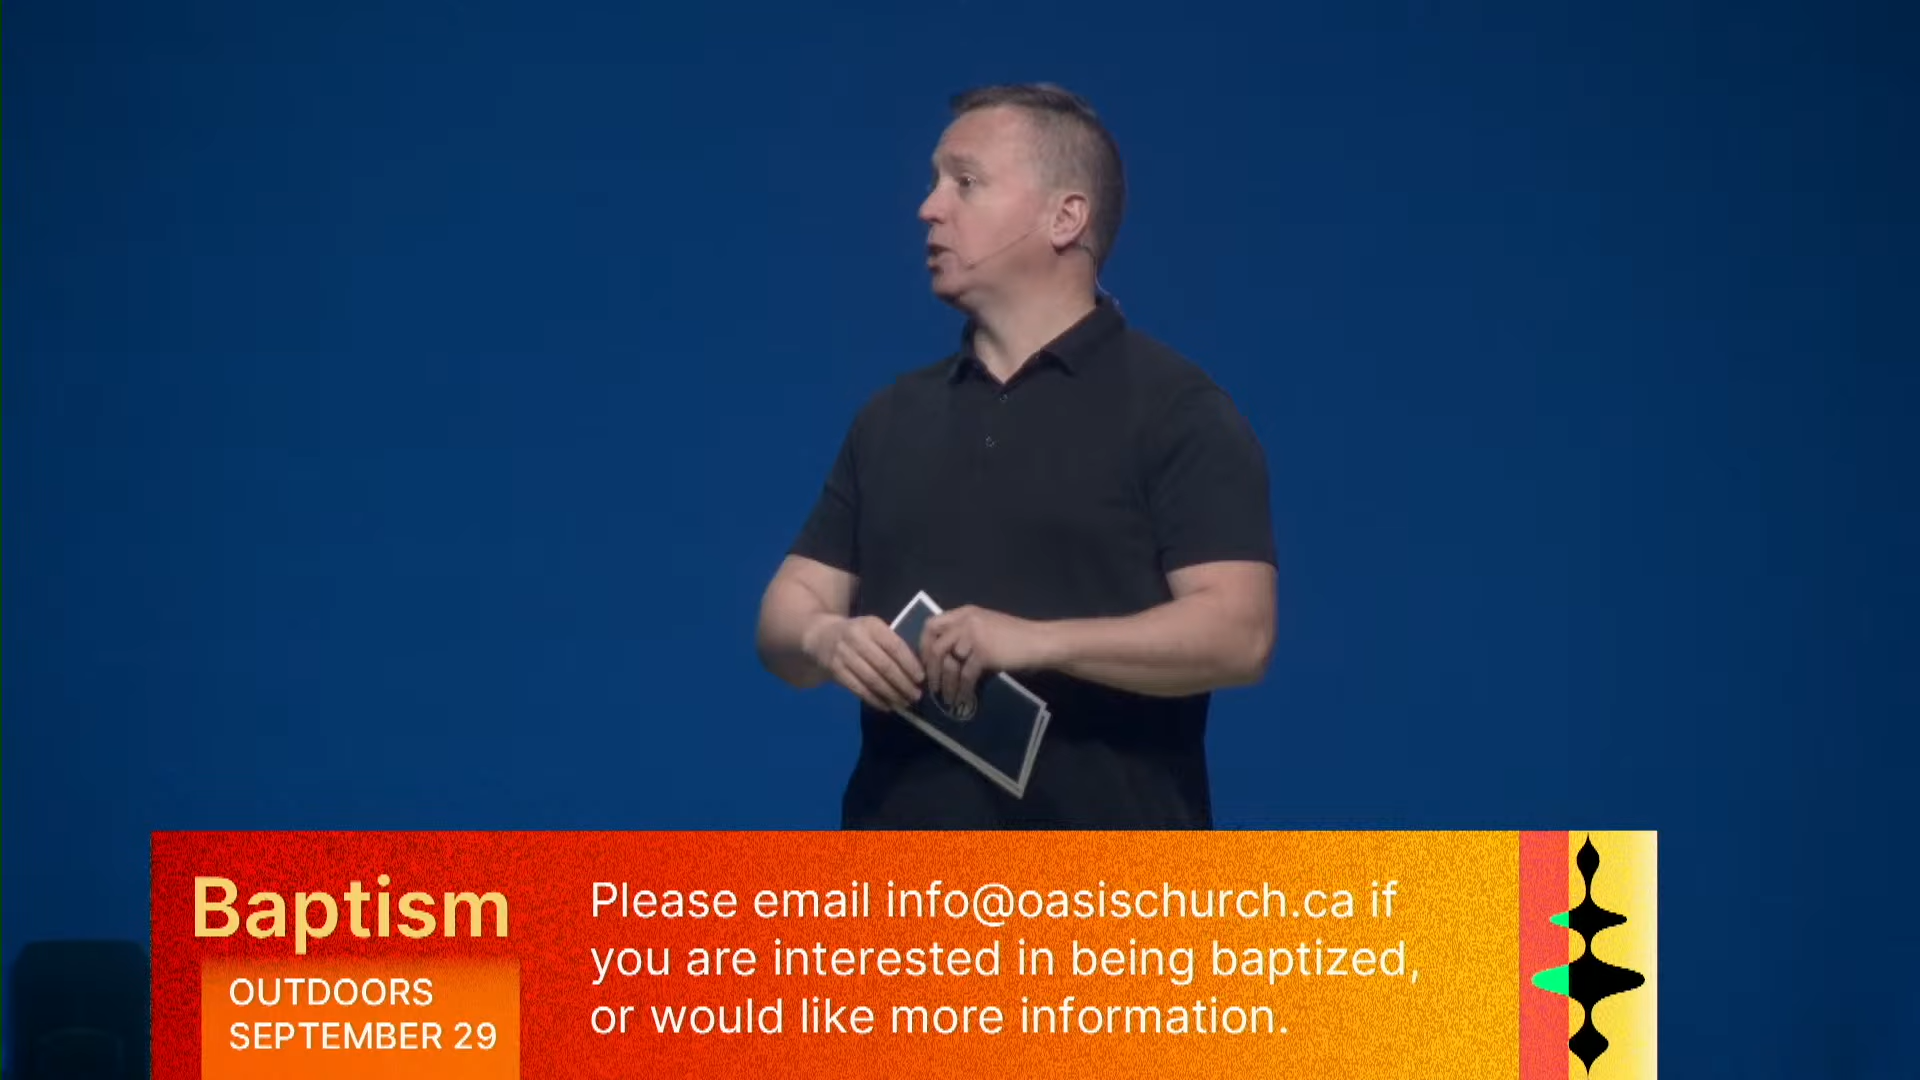 Baptism
OUTDOORS
SEPTEMBER 29
Please email info@oasischurch.ca if
you are interested in being baptized,
or would like more information.